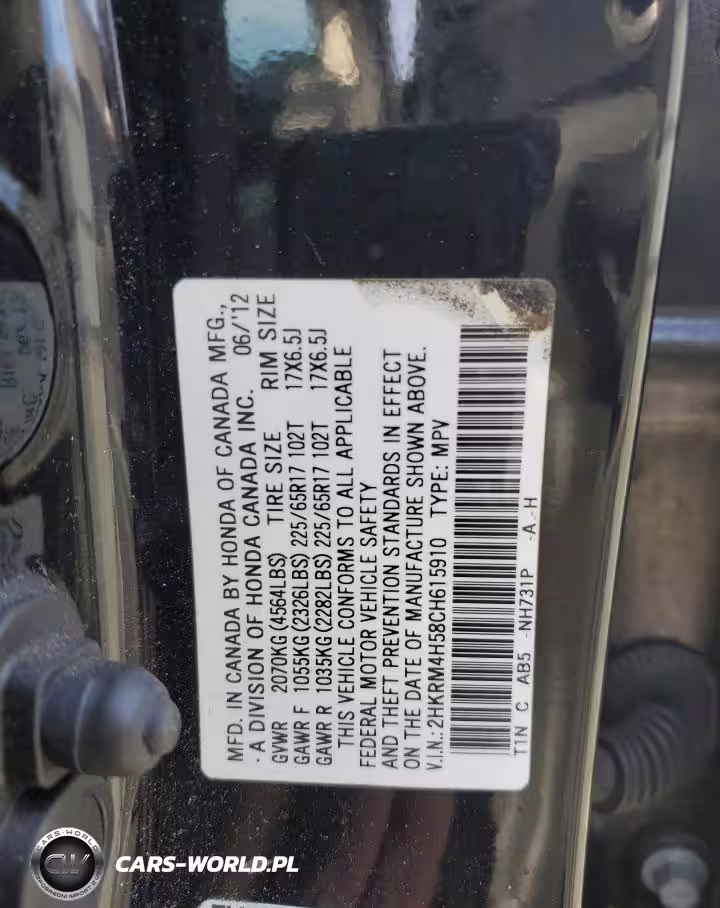 MFD. IN CANADA BY HONDA OF CANADA MFG.,
- A DIVISION OF HONDA CANADA INC. 06/'12
GVWR 2070KG (4564LBS) TIRE SIZE RIM SIZE
GAWR F 1055KG (2326LBS) 225/65R17 102T 17X6.5J
GAWR R 1035KG (2282LBS) 225/65R17 102T 17X6.5J
THIS VEHICLE CONFORMS TO ALL APPLICABLE
FEDERAL MOTOR VEHICLE SAFETY
AND THEFT PREVENTION STANDARDS IN EFFECT
ON THE DATE OF MANUFACTURE SHOWN ABOVE.
V.I.N.: 2HKRM4H58CH615910 TYPE: MPV
T1N C AB5 -NH731P -A.-H
CARS-WORLD
CW
CARS-WORLD.PL